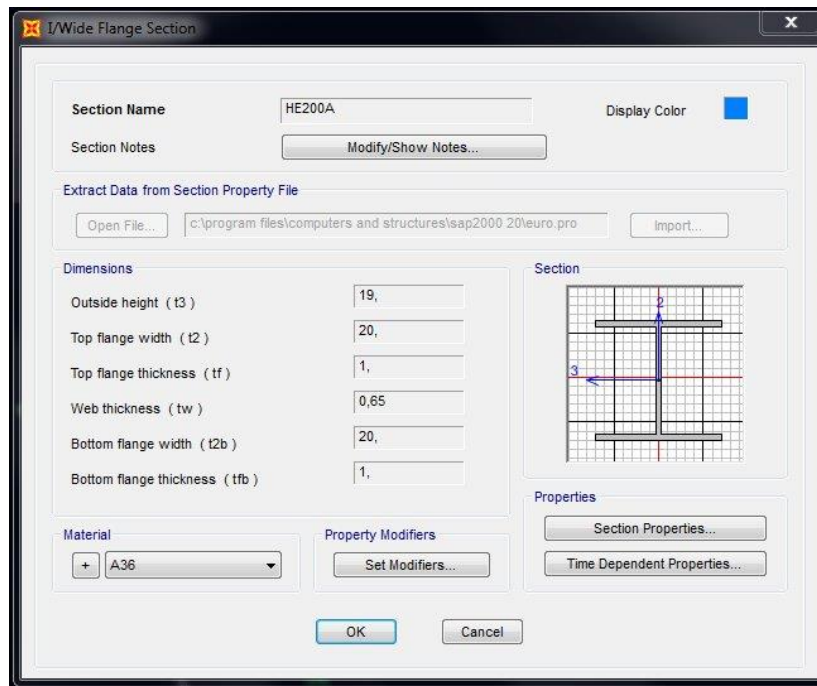 I/Wide Flange Section
x
Section Name HE200A Display Color
Section Notes Modify/Show Notes...
Extract Data from Section Property File
Open File... c:\program files\computers and structures\sap2000 20\euro.pro Import...
Dimensions
Outside height ( t3 ) 19,
Top flange width ( t2 ) 20,
Top flange thickness ( tf ) 1,
Web thickness ( tw ) 0,65
Bottom flange width ( t2b ) 20,
Bottom flange thickness ( tfb ) 1,
Section
2
3
Material
+ A36
Property Modifiers
Set Modifiers...
Properties
Section Properties...
Time Dependent Properties...
OK Cancel